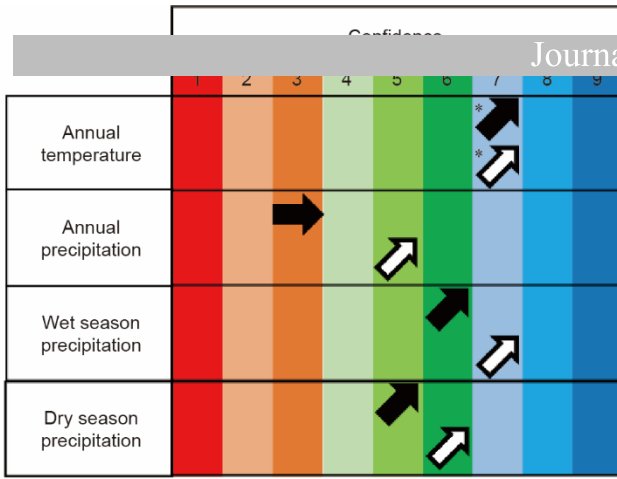 Confidence
Journa
1 2 3 4 5 6 7 8 9
Annual
temperature
*
*
Annual
precipitation
Wet season
precipitation
Dry season
precipitation